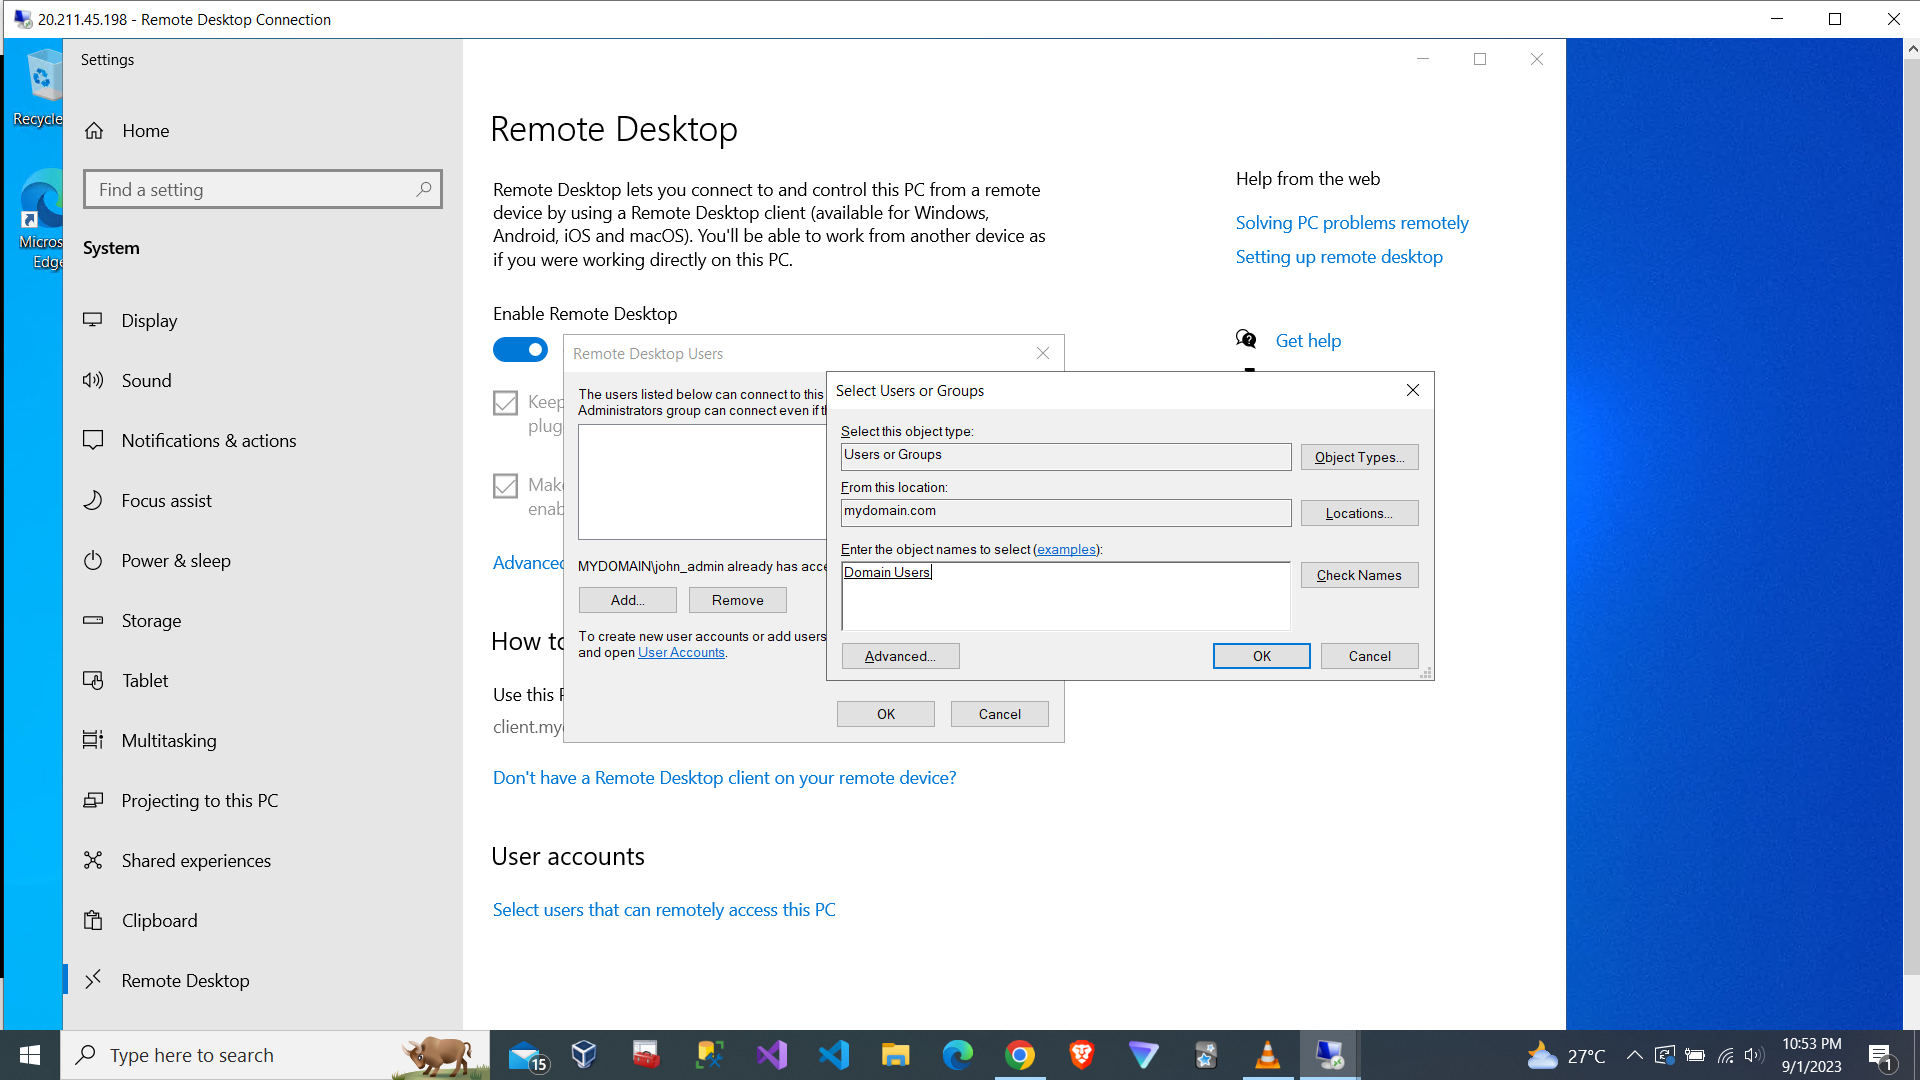 20.211.45.198 - Remote Desktop Connection
Recycle
Micros
Edge
Settings
Home
Find a setting
System
Display
Sound
Notifications & actions
Focus assist
Power & sleep
Storage
Tablet
Multitasking
Projecting to this PC
Shared experiences
Clipboard
Remote Desktop
Remote Desktop
Remote Desktop lets you connect to and control this PC from a remote
device by using a Remote Desktop client (available for Windows,
Android, iOS and macOS). You'll be able to work from another device as
if you were working directly on this PC.
Enable Remote Desktop
Keep
plug
Make
enab
Advanced
How to
Use this P
client.my
Don't have a Remote Desktop client on your remote device?
User accounts
Select users that can remotely access this PC
Help from the web
Solving PC problems remotely
Setting up remote desktop
Get help
Remote Desktop Users
The users listed below can connect to this
Administrators group can connect even if th
MYDOMAIN\john_admin already has acce
Add...
Remove
To create new user accounts or add users
and open User Accounts.
OK
Cancel
Select Users or Groups
Select this object type:
Users or Groups
Object Types...
From this location:
mydomain.com
Locations...
Enter the object names to select (examples):
Domain Users
Check Names
Advanced...
OK
Cancel
Type here to search
15
27°C
10:53 PM
9/1/2023
1